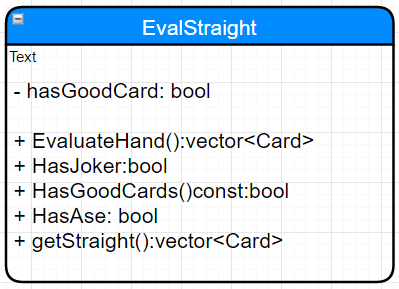 EvalStraight
Text
- hasGoodCard: bool
+ EvaluateHand():vector<Card>
+ HasJoker:bool
+ HasGoodCards()const:bool
+ HasAse: bool
+ getStraight():vector<Card>